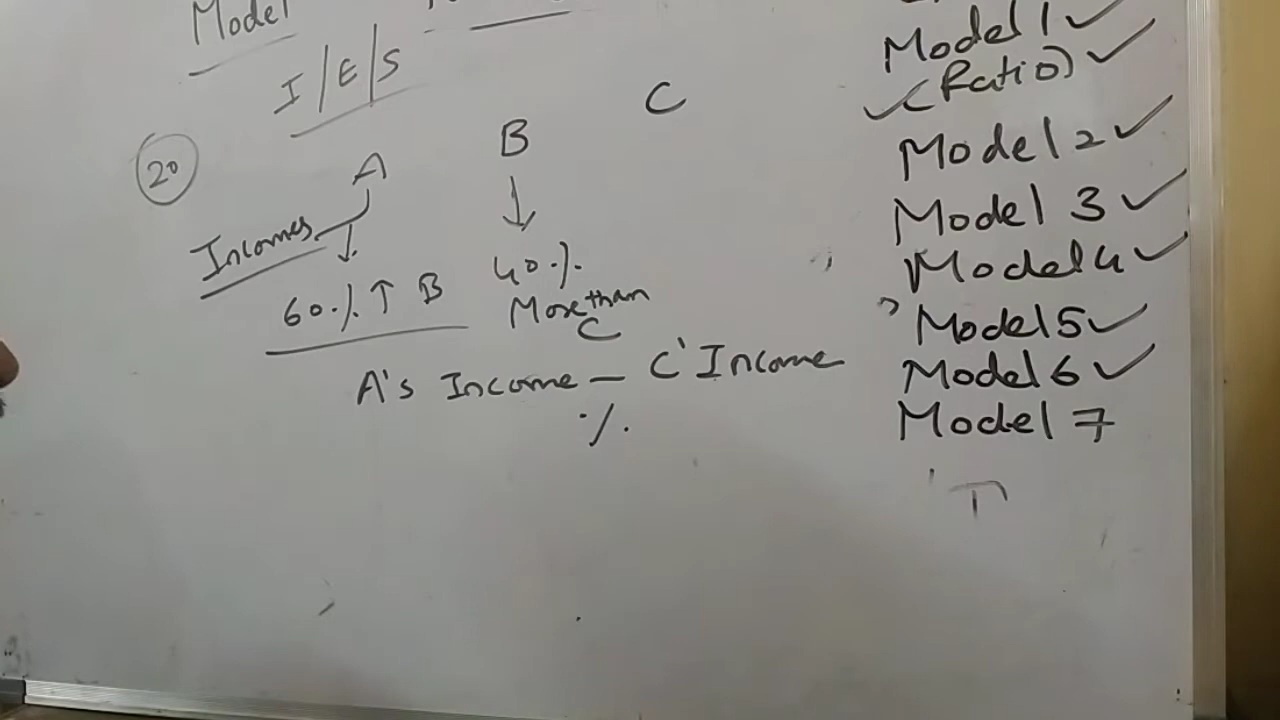 Model
I/E/S
20
A
B
C
Incomes
60% ↑ B
40%
More than
C
A's Income – C' Income
%
Model 1 ✓
✓ (Ratio) ✓
Model 2 ✓
Model 3 ✓
Model 4 ✓
Model 5 ✓
Model 6 ✓
Model 7